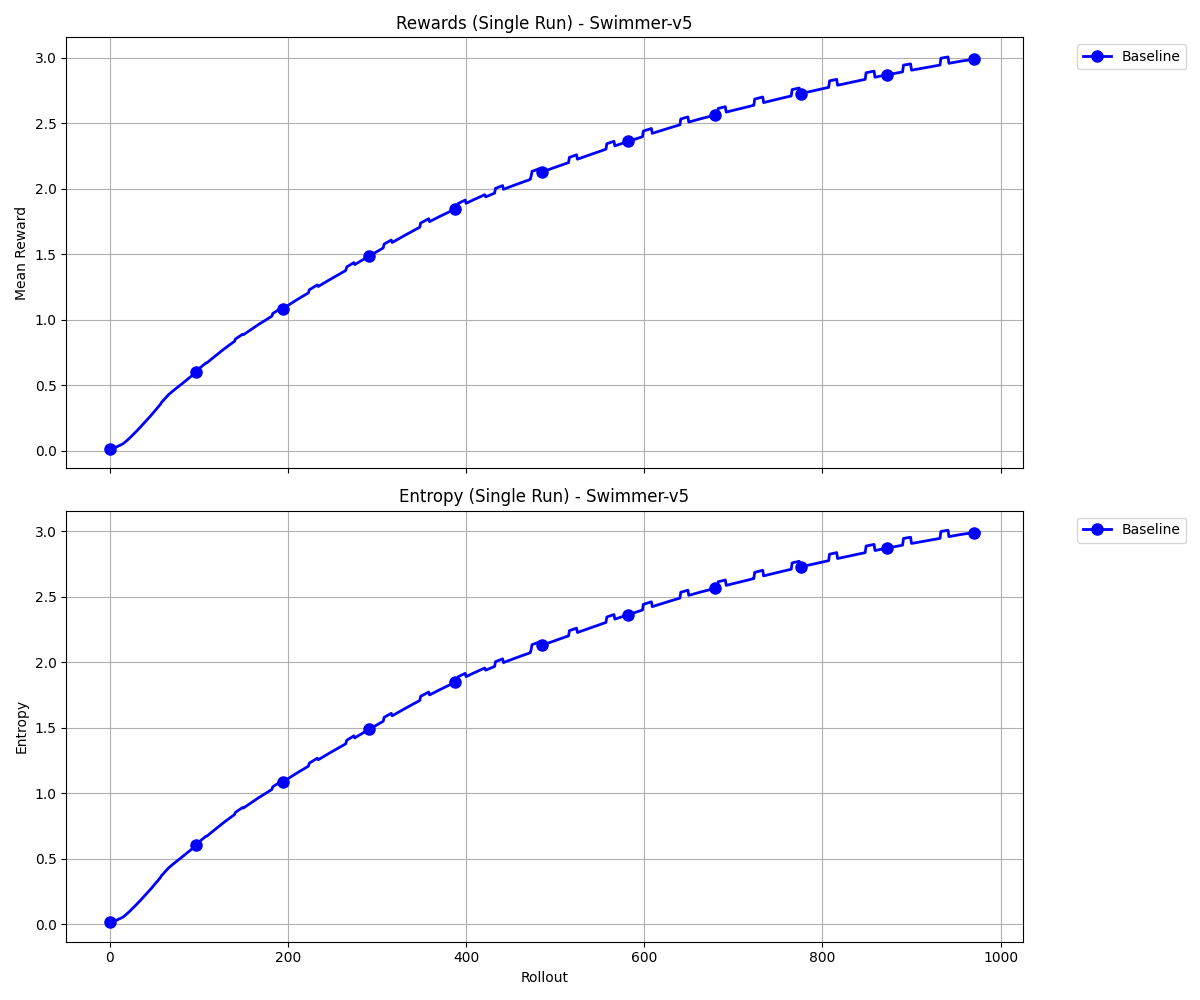 Rewards (Single Run) - Swimmer-v5
3.0
2.5
2.0
1.5
1.0
0.5
0.0
Mean Reward
Baseline
Entropy (Single Run) - Swimmer-v5
3.0
2.5
2.0
1.5
1.0
0.5
0.0
Entropy
Baseline
0 200 400 600 800 1000
Rollout